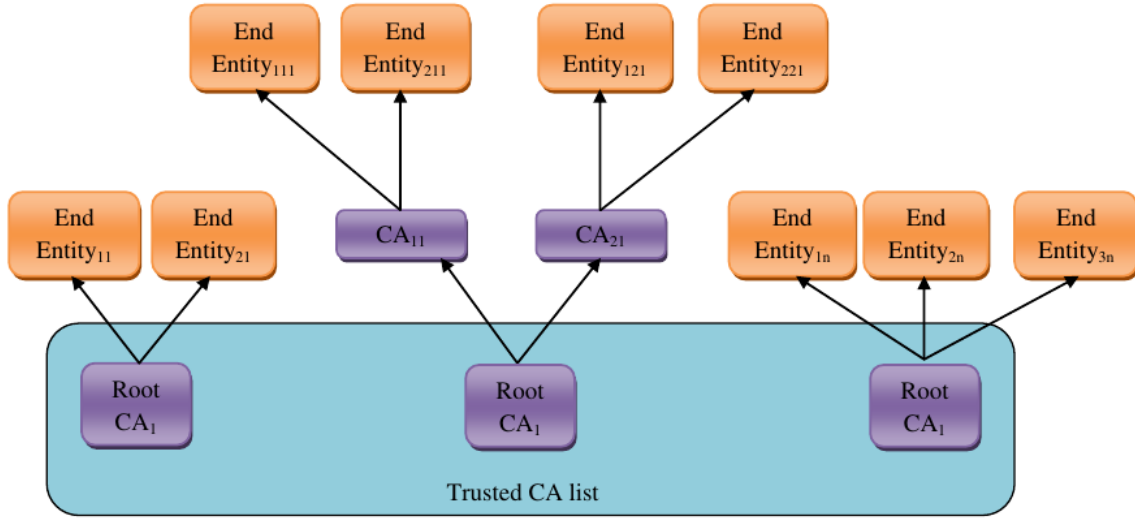 End
Entity₁₁₁
End
Entity₂₁₁
End
Entity₁₂₁
End
Entity₂₂₁
End
Entity₁₁
End
Entity₂₁
CA₁₁
CA₂₁
End
Entity₁ₙ
End
Entity₂ₙ
End
Entity₃ₙ
Root
CA₁
Root
CA₁
Root
CA₁
Trusted CA list